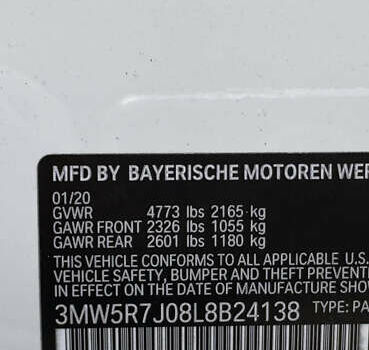 MFD BY BAYERISCHE MOTOREN WER
01/20
GVWR 4773 lbs 2165 kg
GAWR FRONT 2326 lbs 1055 kg
GAWR REAR 2601 lbs 1180 kg
THIS VEHICLE CONFORMS TO ALL APPLICABLE U.S.
VEHICLE SAFETY, BUMPER, AND THEFT PREVENTION
IN EFFECT ON THE DATE OF MANUFACTURE SHOW
3MW5R7J08L8B24138 TYPE: PA